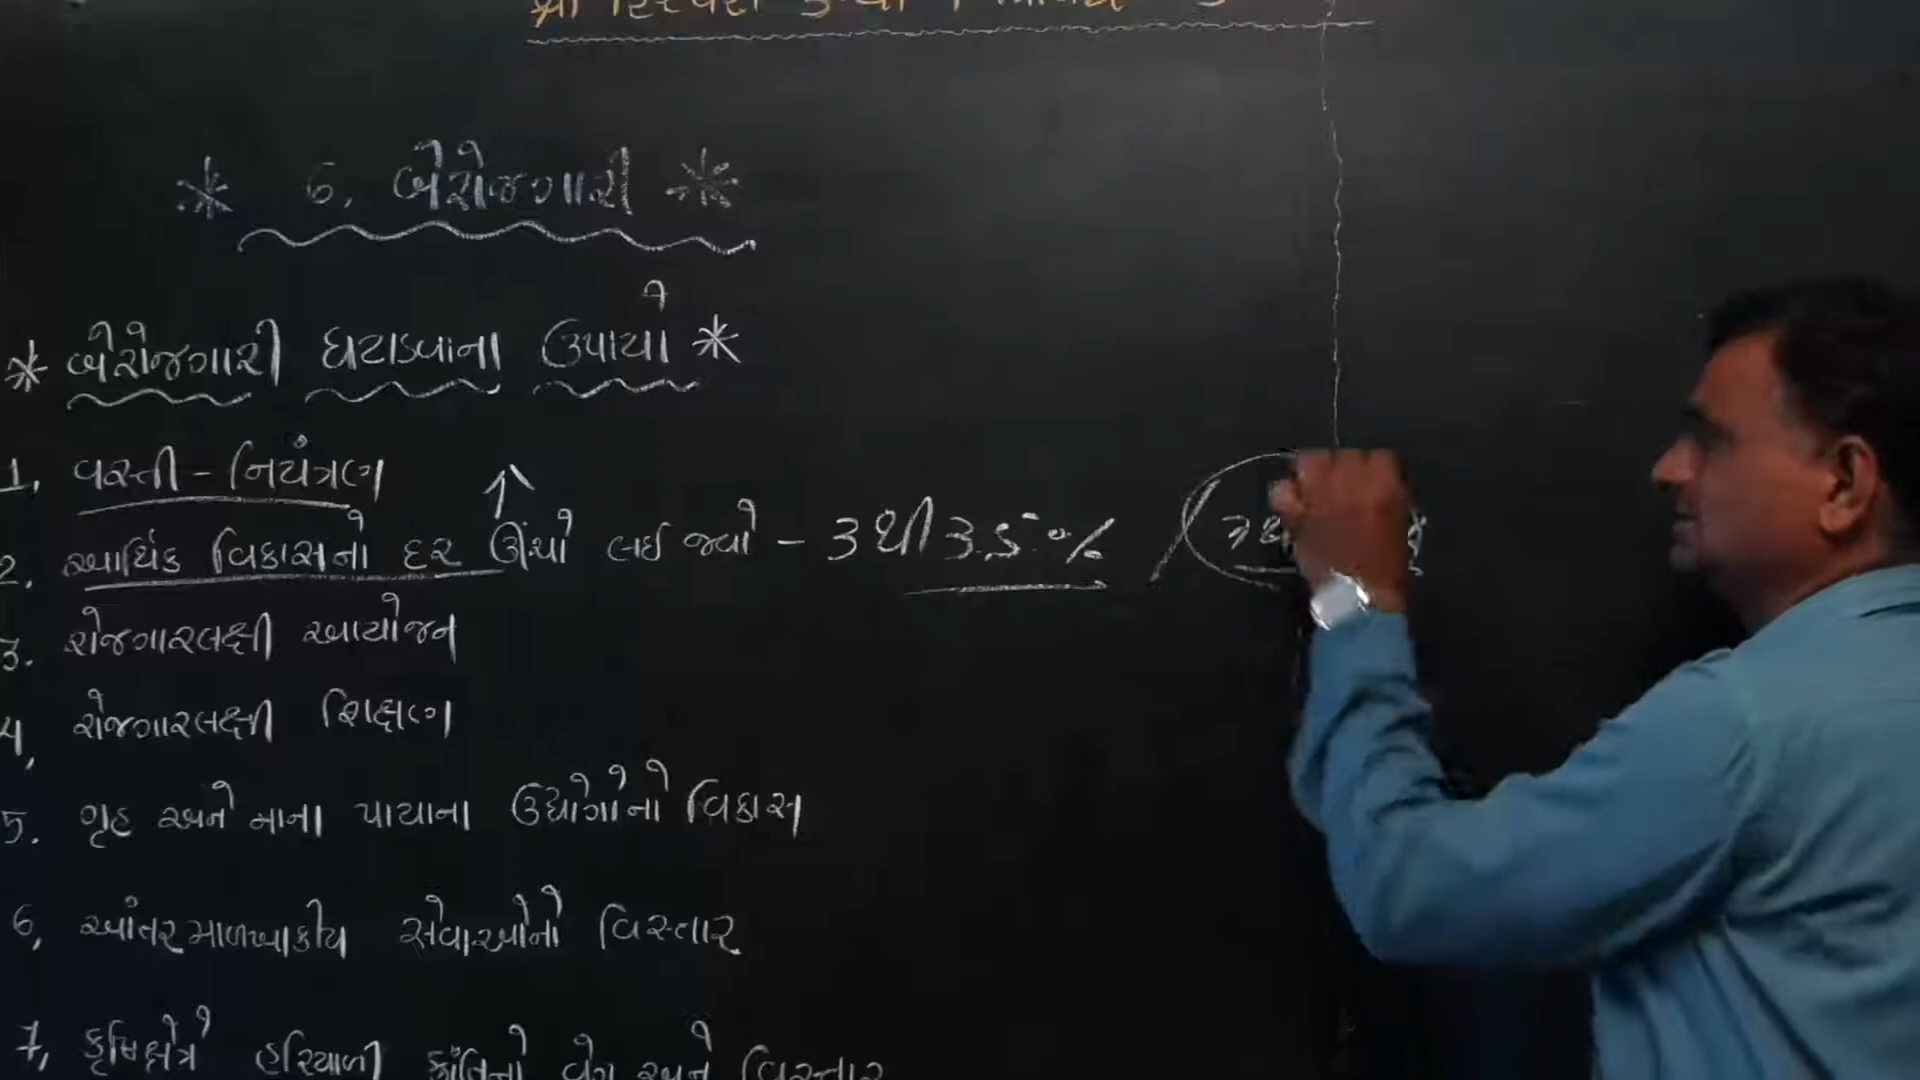 * 6. બેરોજગારી *
* બેરોજગારી ઘટાડવાના ઉપાયો *
1. વસ્તી - નિયંત્રણ
2. આર્થિક વિકાસનો દર ઊંચો લઈ જવો - 3 થી 3.5 %
3. રોજગારલક્ષી આયોજન
4. રોજગારલક્ષી શિક્ષણ
5. ગૃહ અને નાના પાયાના ઉદ્યોગોનો વિકાસ
6. આંતરમાળખાકીય સેવાઓનો વિસ્તાર
7. કૃષિક્ષેત્રે હરિયાળી ક્રાંતિનો વેગ અને વિસ્તાર